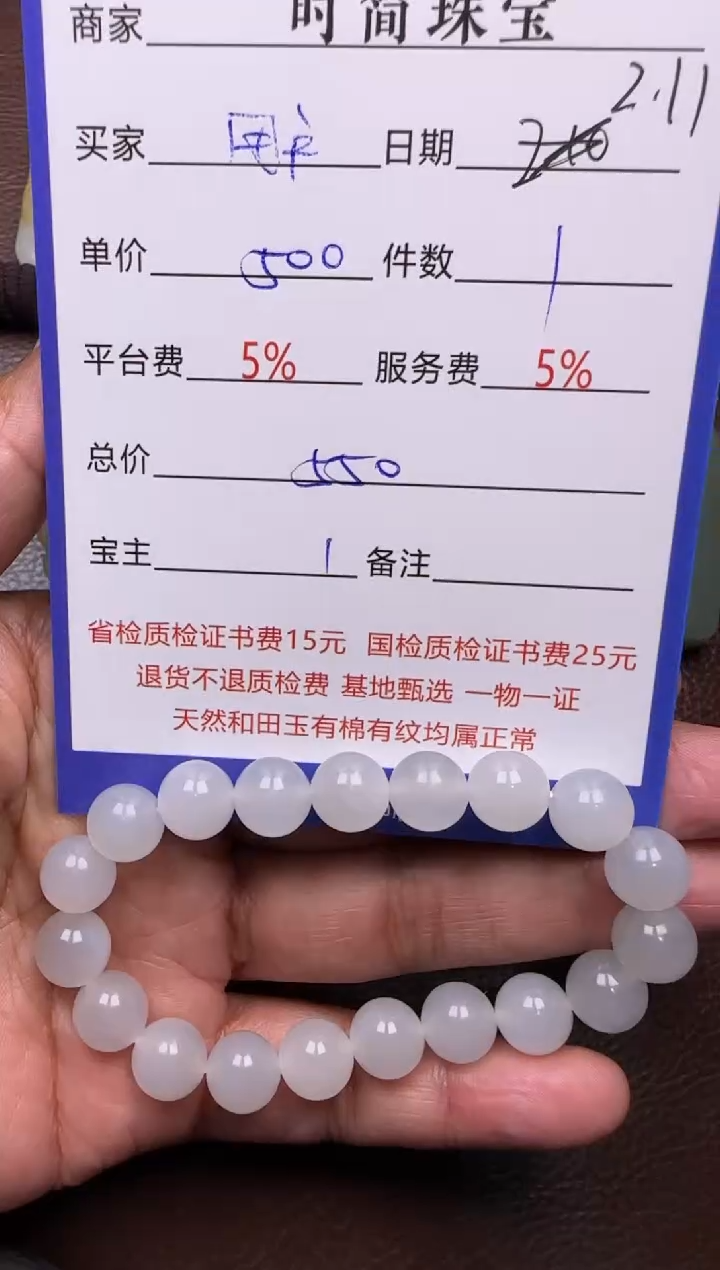 商家 时简珠宝
2.11
买家 用户 日期
单价 500 件数 1
平台费 5% 服务费 5%
总价 550
宝主 1 备注
省检质检证书费15元 国检质检证书费25元
退货不退质检费 基地甄选 一物一证
天然和田玉有棉有纹均属正常